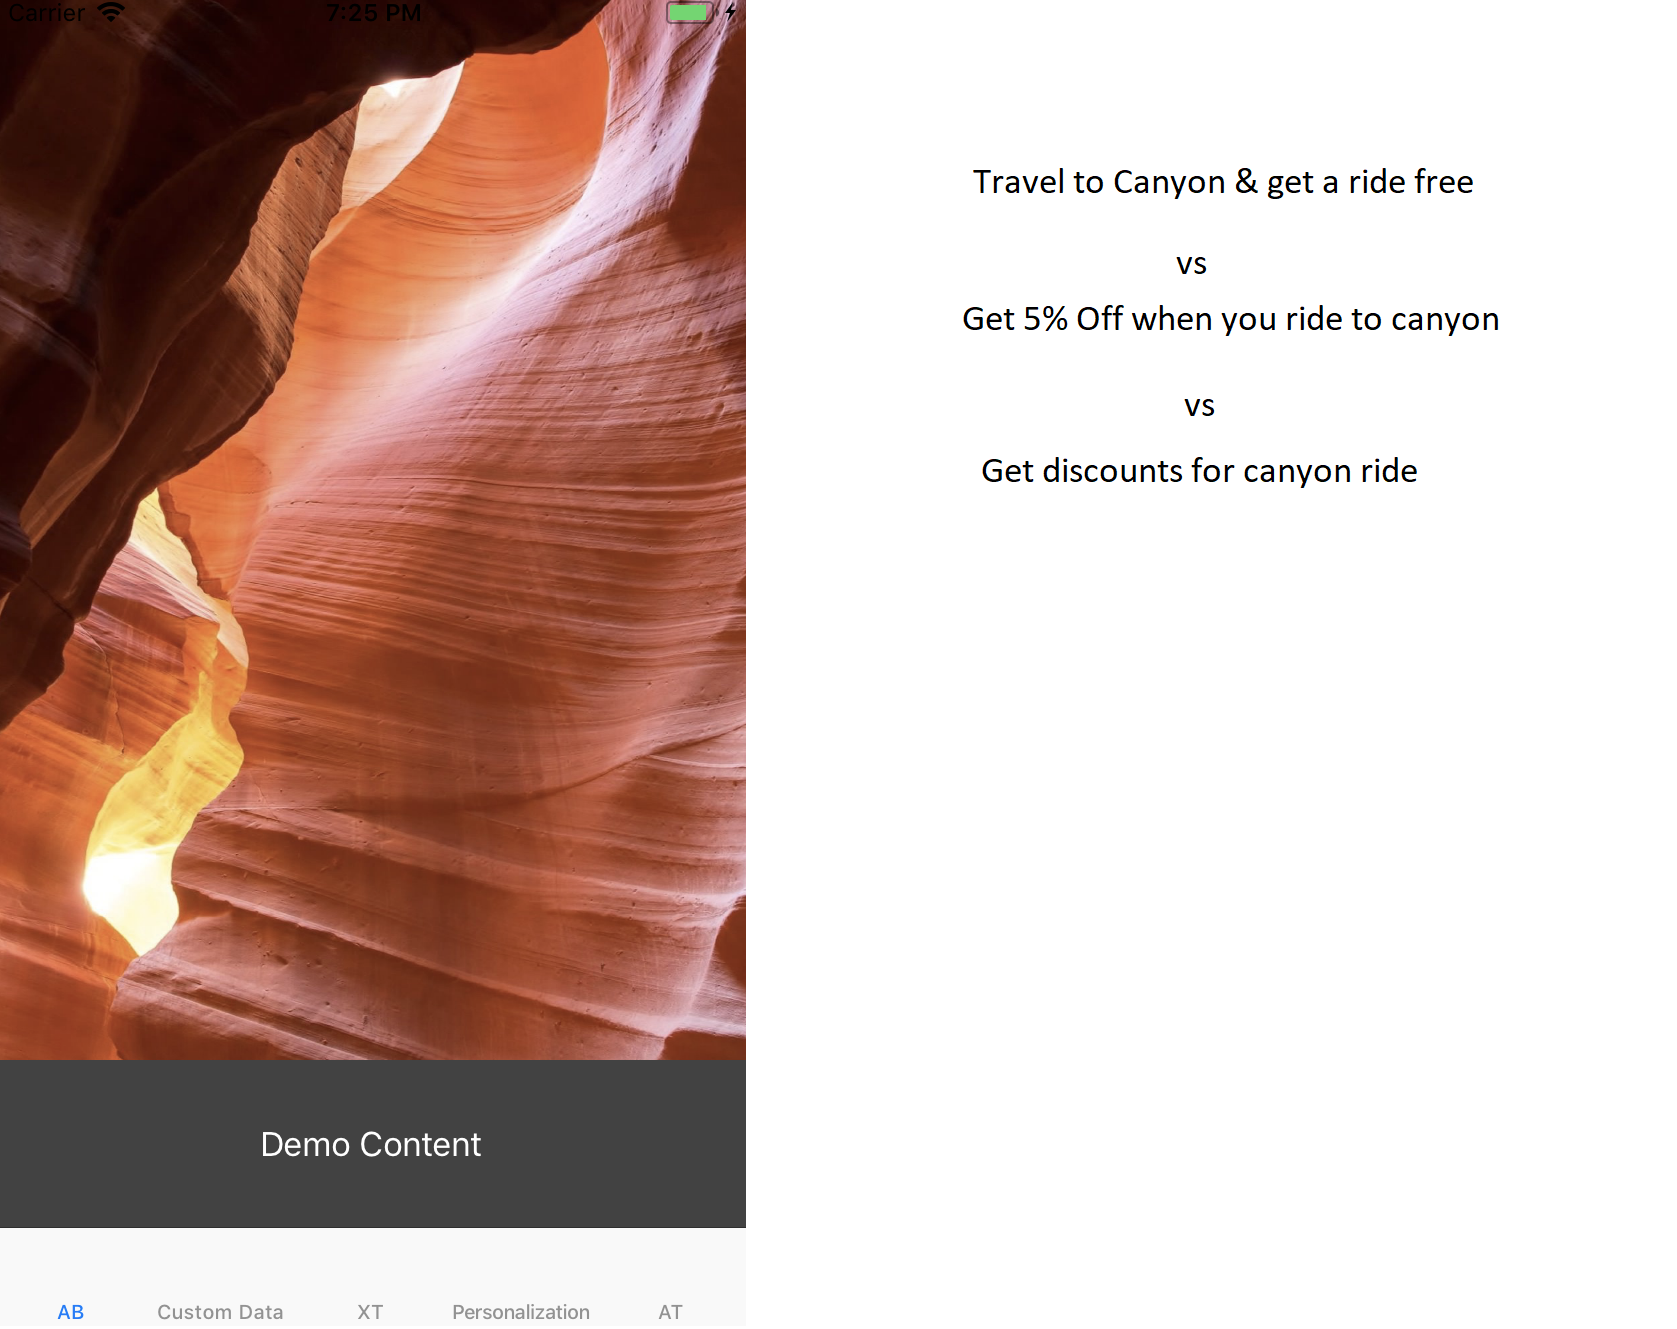 Carrier 7:25 PM
Travel to Canyon & get a ride free
vs
Get 5% Off when you ride to canyon
vs
Get discounts for canyon ride
Demo Content
AB Custom Data XT Personalization AT